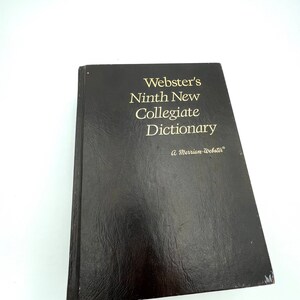 Webster's
Ninth New
Collegiate
Dictionary
A Merriam-Webster®